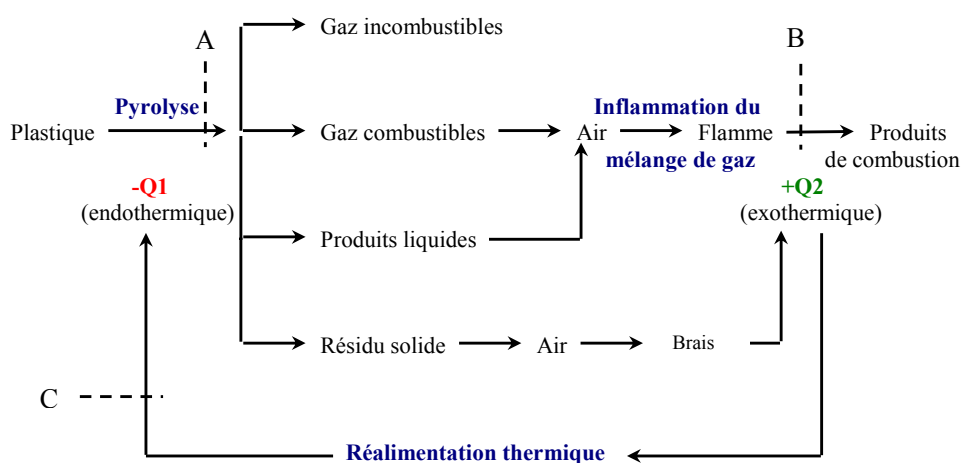 Gaz incombustibles
A
B
Pyrolyse
Inflammation du
Plastique
Gaz combustibles
Air
Flamme
Produits
mélange de gaz
de combustion
-Q1
+Q2
(endothermique)
(exothermique)
Produits liquides
Résidu solide
Air
Brais
C
Réalimentation thermique